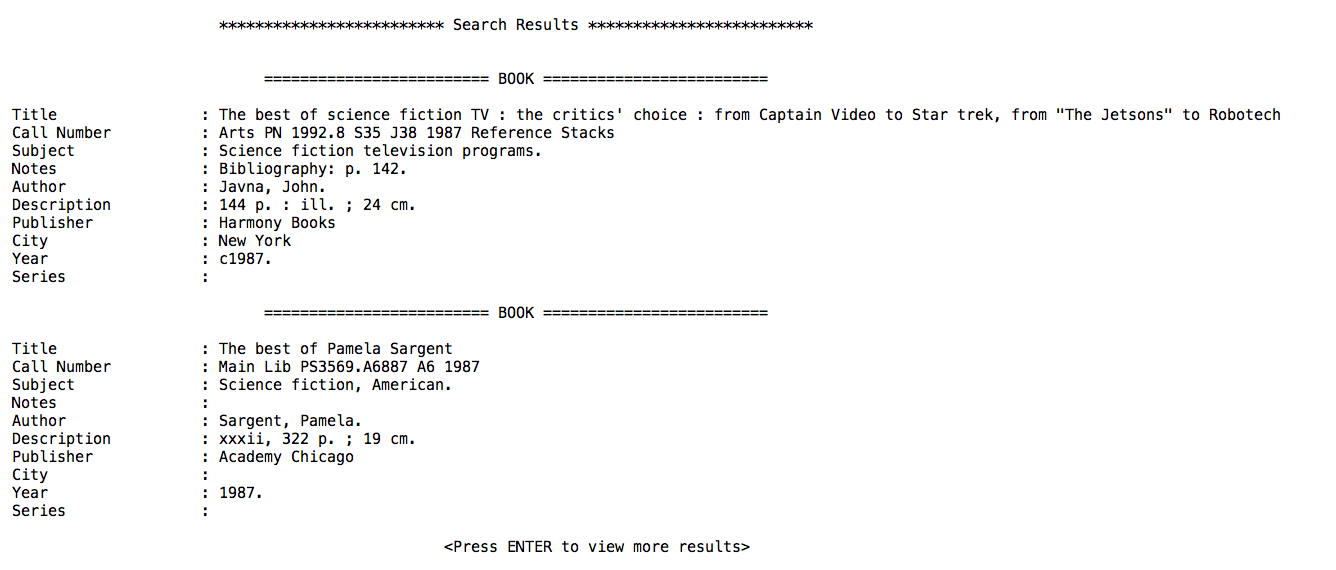 ************************* Search Results *************************
========================= BOOK =========================
Title : The best of science fiction TV : the critics' choice : from Captain Video to Star trek, from "The Jetsons" to Robotech
Call Number : Arts PN 1992.8 S35 J38 1987 Reference Stacks
Subject : Science fiction television programs.
Notes : Bibliography: p. 142.
Author : Javna, John.
Description : 144 p. : ill. ; 24 cm.
Publisher : Harmony Books
City : New York
Year : c1987.
Series :
========================= BOOK =========================
Title : The best of Pamela Sargent
Call Number : Main Lib PS3569.A6887 A6 1987
Subject : Science fiction, American.
Notes :
Author : Sargent, Pamela.
Description : xxxii, 322 p. ; 19 cm.
Publisher : Academy Chicago
City :
Year : 1987.
Series :
<Press ENTER to view more results>